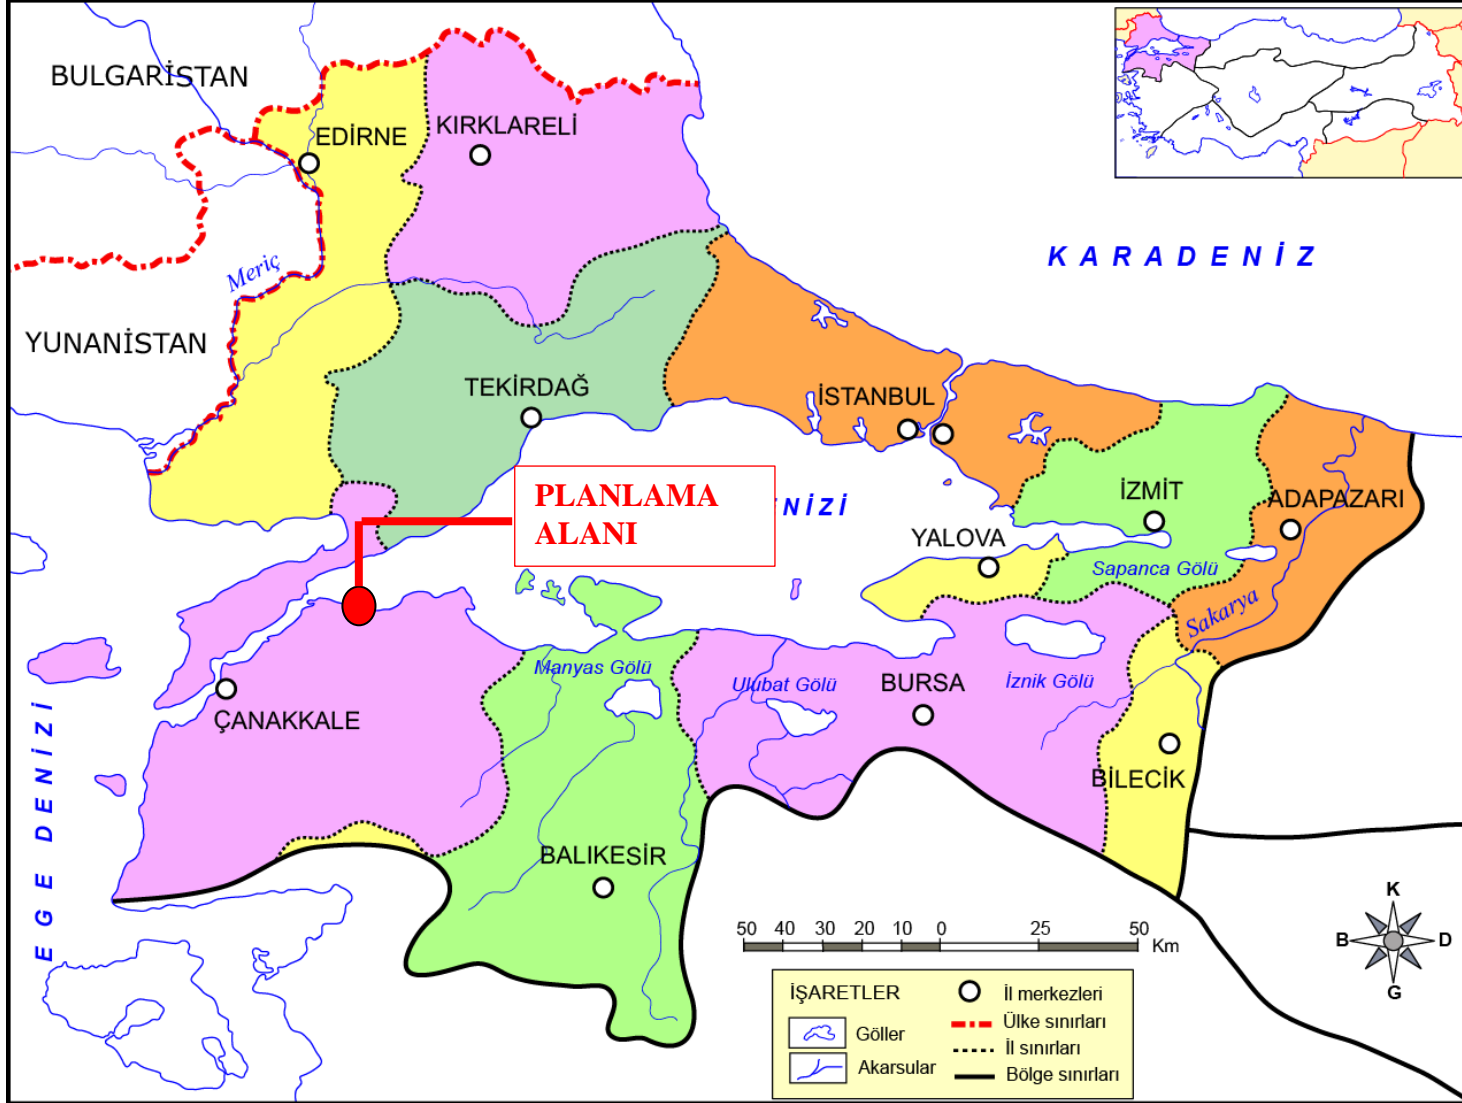 BULGARİSTAN
EDİRNE
KIRKLARELİ
KARADENİZ
Meriç
YUNANİSTAN
TEKİRDAĞ
İSTANBUL
PLANLAMA
ALANI
NİZİ
İZMİT
ADAPAZARI
YALOVA
Sapanca Gölü
Sakarya
Manyas Gölü
Ulubat Gölü
BURSA
İznik Gölü
ÇANAKKALE
EGE DENİZİ
BİLECİK
BALIKESİR
50 40 30 20 10 0 25 50
Km
K
B D
G
İŞARETLER
İl merkezleri
Göller
Ülke sınırları
İl sınırları
Akarsular
Bölge sınırları